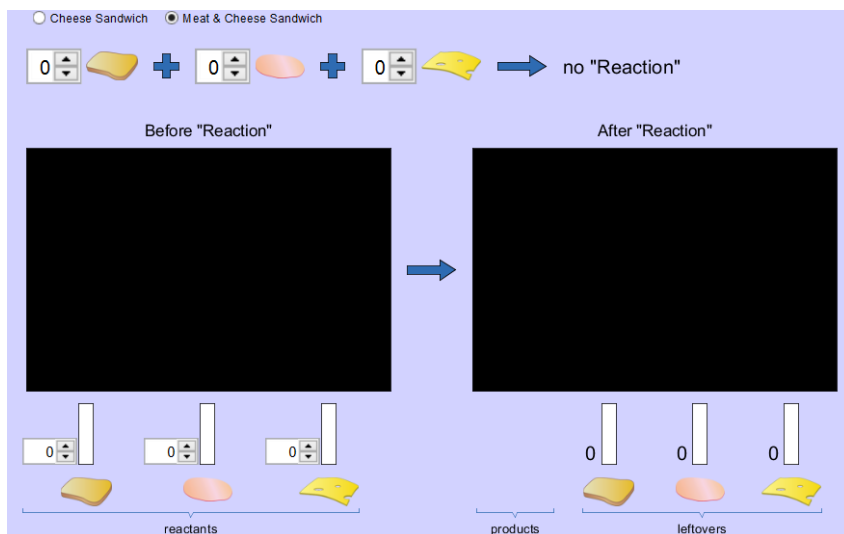 Cheese Sandwich Meat & Cheese Sandwich
0 0 0 no "Reaction"
Before "Reaction" After "Reaction"
0 0 0 0 0 0
reactants products leftovers